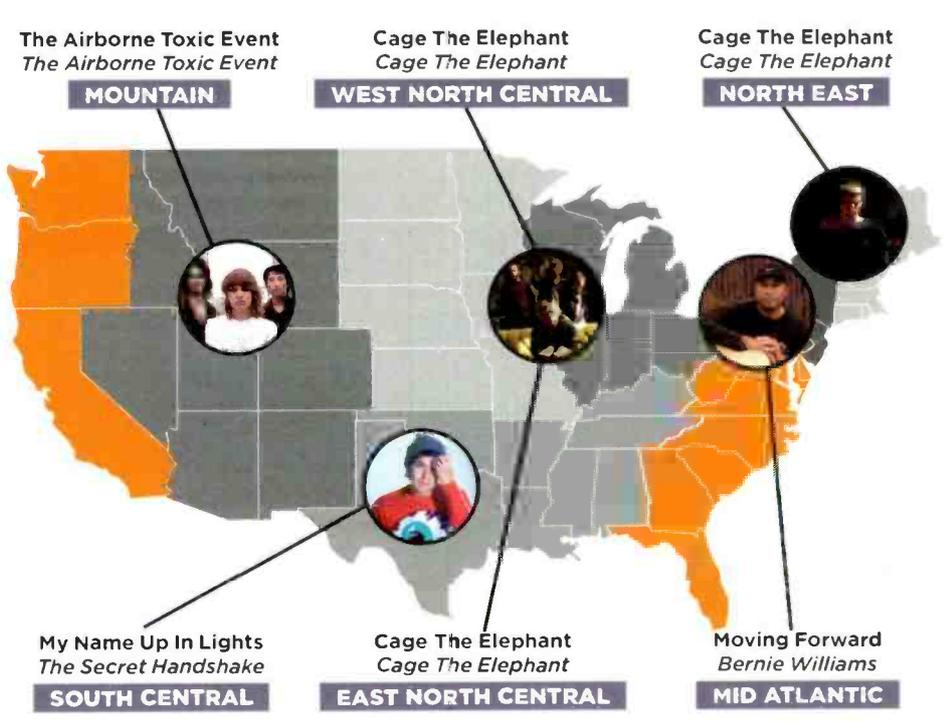 The Airborne Toxic Event
The Airborne Toxic Event
MOUNTAIN
Cage The Elephant
Cage The Elephant
WEST NORTH CENTRAL
Cage The Elephant
Cage The Elephant
NORTH EAST
My Name Up In Lights
The Secret Handshake
SOUTH CENTRAL
Cage The Elephant
Cage The Elephant
EAST NORTH CENTRAL
Moving Forward
Bernie Williams
MID ATLANTIC